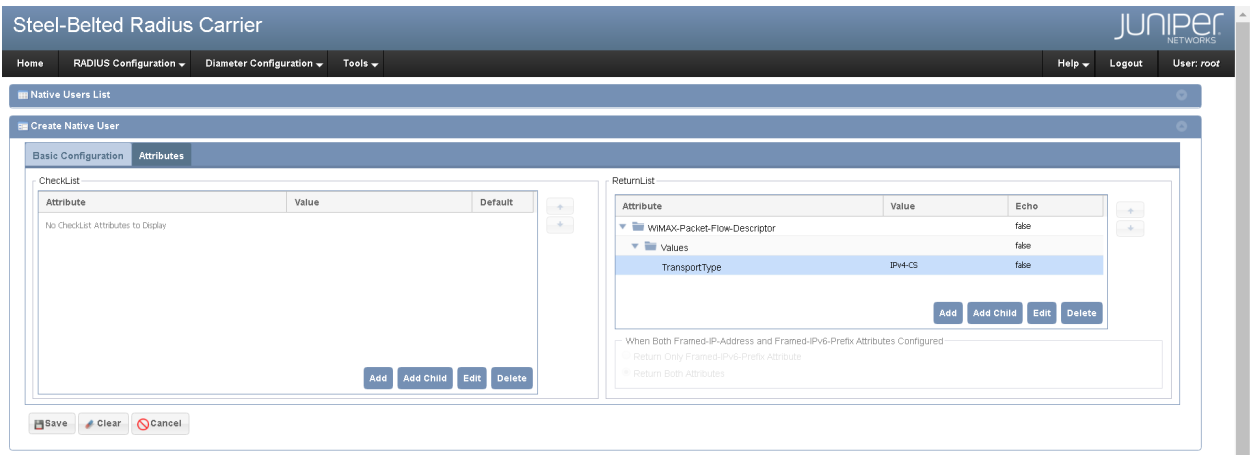 Steel-Belted Radius Carrier
JUNIPER
NETWORKS
Home RADIUS Configuration Diameter Configuration Tools Help Logout User: root
Native Users List
Create Native User
Basic Configuration Attributes
CheckList
Attribute Value Default
No CheckList Attributes to Display
Add Add Child Edit Delete
ReturnList
Attribute Value Echo
WiMAX-Packet-Flow-Descriptor false
Values false
TransportType IPv4-CS false
Add Add Child Edit Delete
When Both Framed-IP-Address and Framed-IPv6-Prefix Attributes Configured
Return Only Framed-IPv6-Prefix Attribute
Return Both Attributes
Save Clear Cancel